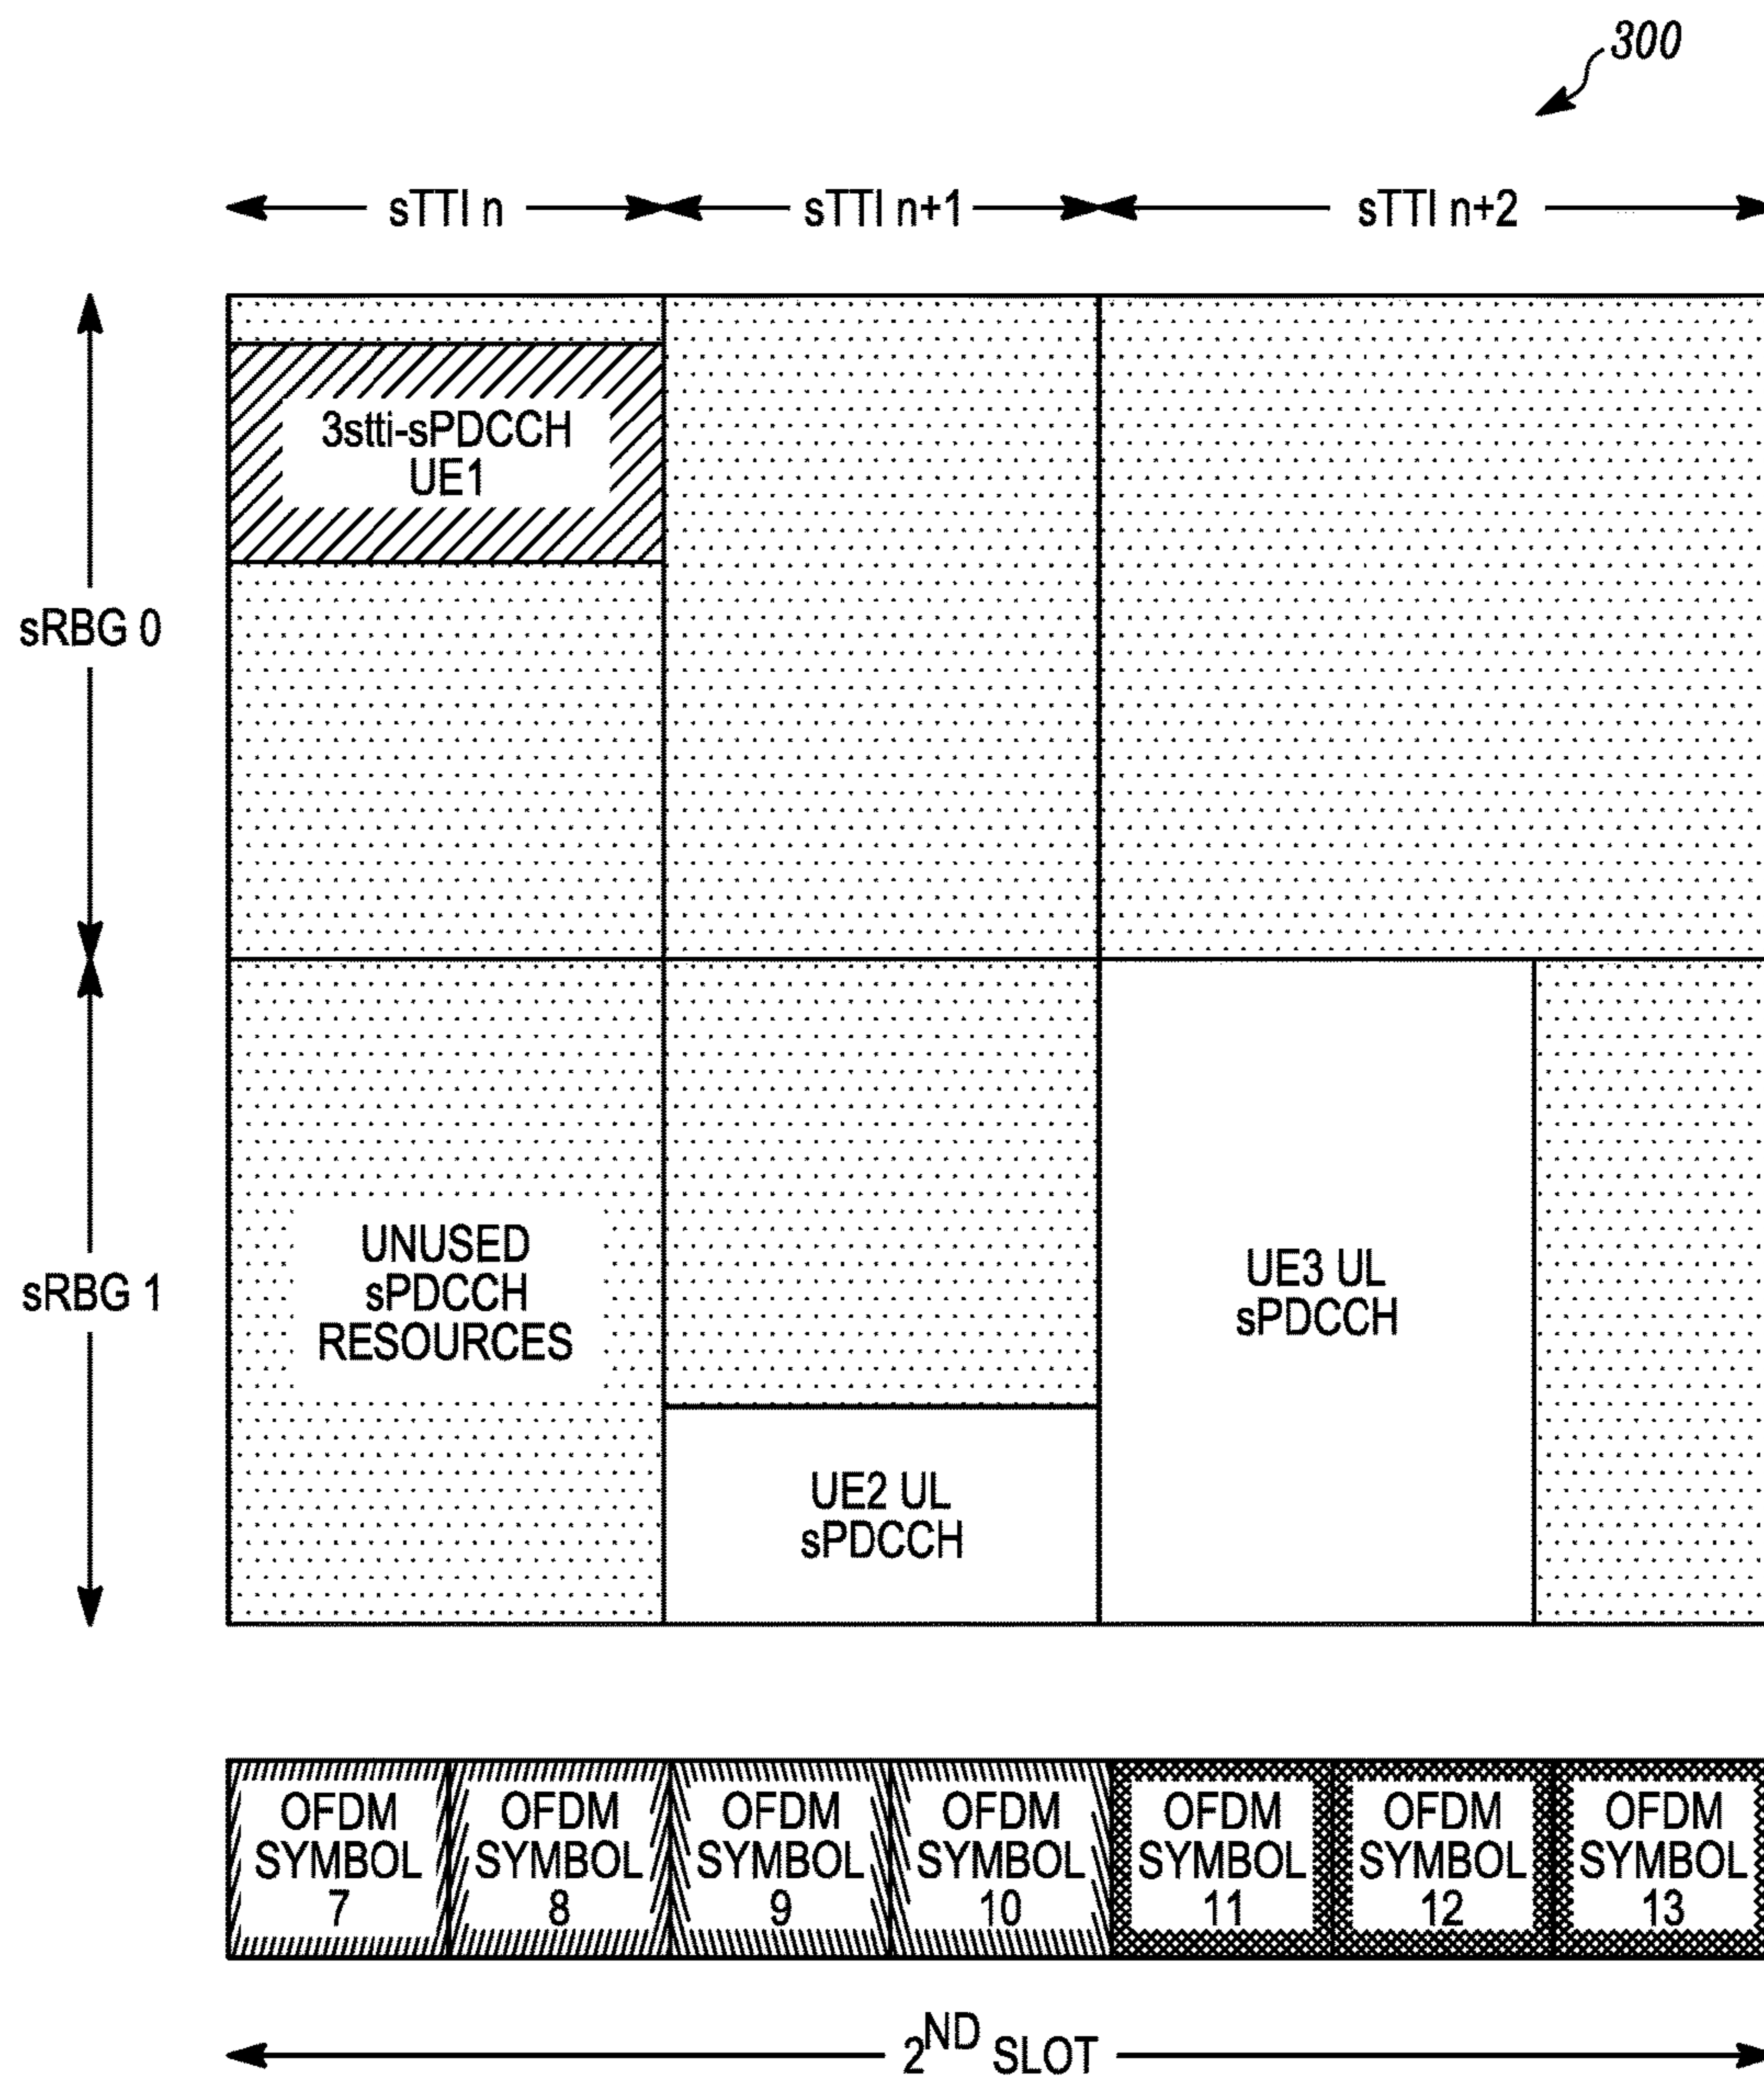 300
sTTI n
sTTI n+1
sTTI n+2
sRBG 0
3stti-sPDCCH
UE1
sRBG 1
UNUSED
sPDCCH
RESOURCES
UE3 UL
sPDCCH
UE2 UL
sPDCCH
OFDM
SYMBOL
7
OFDM
SYMBOL
8
OFDM
SYMBOL
9
OFDM
SYMBOL
10
OFDM
SYMBOL
11
OFDM
SYMBOL
12
OFDM
SYMBOL
13
2ND SLOT